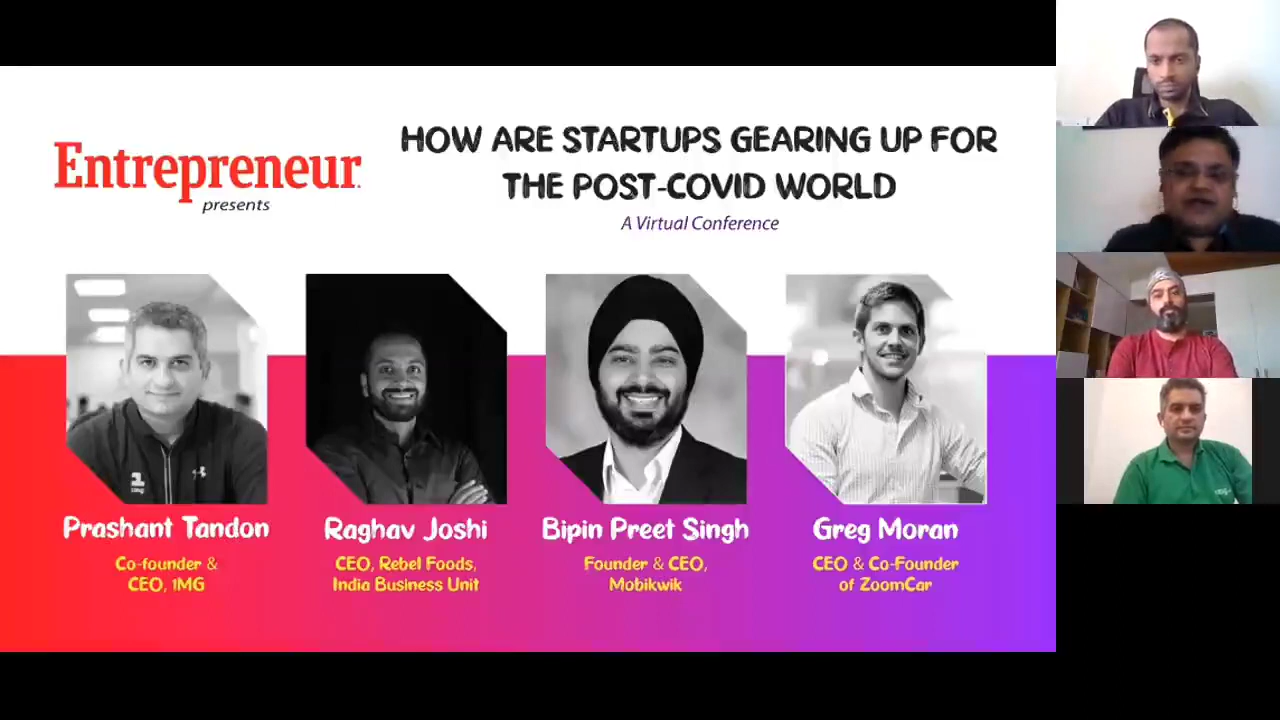 Entrepreneur
presents
HOW ARE STARTUPS GEARING UP FOR
THE POST-COVID WORLD
A Virtual Conference
Prashant Tandon
Co-founder &
CEO, 1MG
Raghav Joshi
CEO, Rebel Foods,
India Business Unit
Bipin Preet Singh
Founder & CEO,
Mobikwik
Greg Moran
CEO & Co-Founder
of ZoomCar